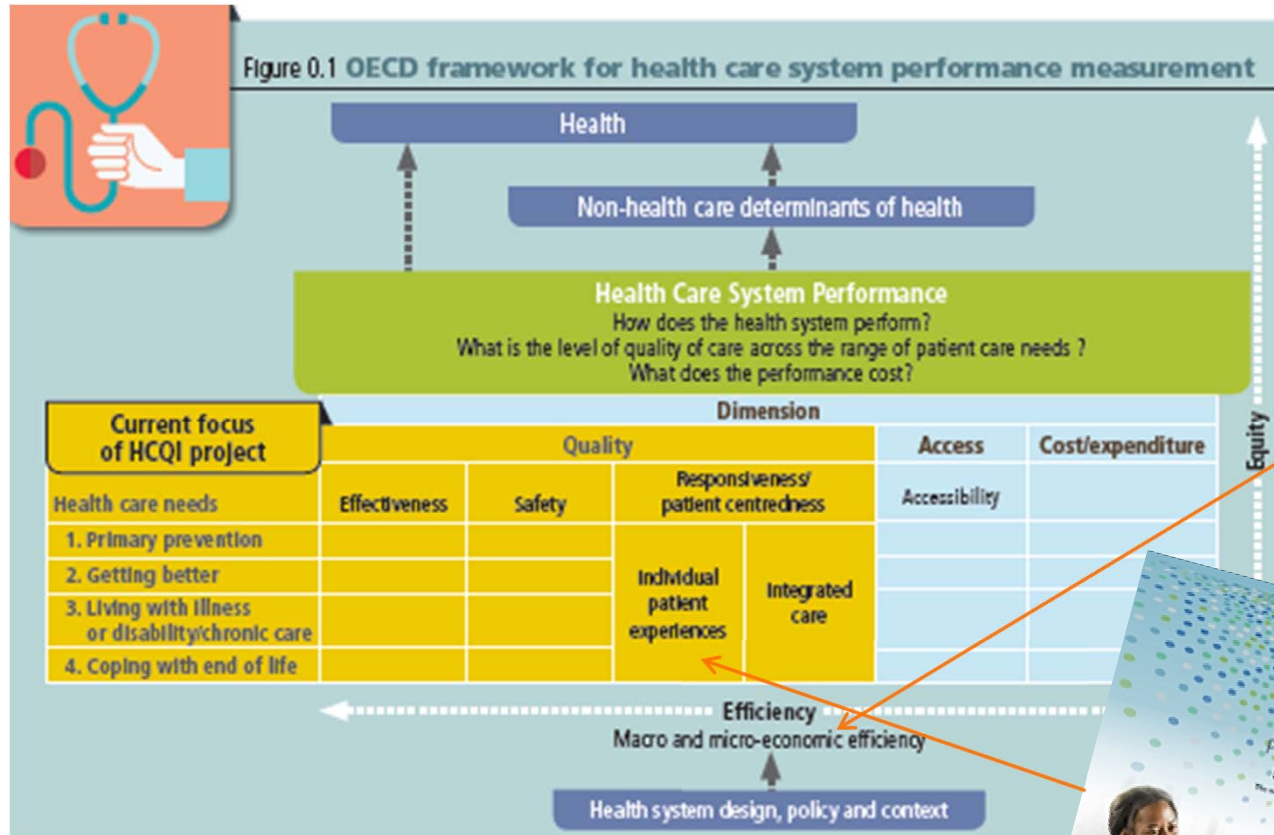 Figure 0.1 OECD framework for health care system performance measurement
Health
Non-health care determinants of health
Health Care System Performance
How does the health system perform?
What is the level of quality of care across the range of patient care needs ?
What does the performance cost?
Current focus
of HCQI project
Dimension
Quality
Access
Cost/expenditure
Health care needs
Effectiveness
Safety
Responsiveness/
patient centredness
Accessibility
1. Primary prevention
2. Getting better
3. Living with illness
or disability/chronic care
4. Coping with end of life
Individual
patient
experiences
Integrated
care
Equity
Efficiency
Macro and micro-economic efficiency
Health system design, policy and context